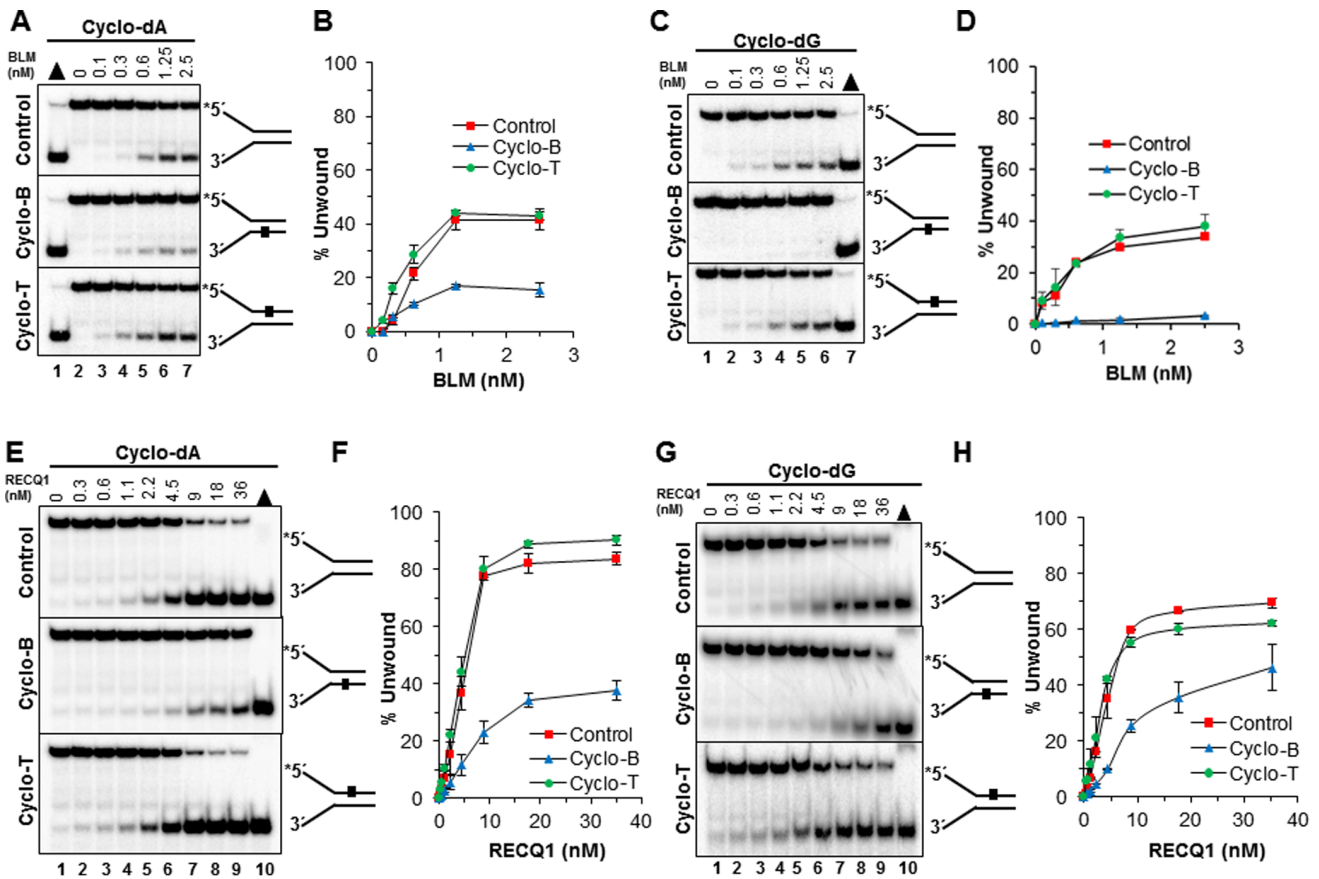 A
Cyclo-dA
BLM
(nM)
0 0.1 0.3 0.6 1.25 2.5
Control
*5´
3´
Cyclo-B
*5´
3´
Cyclo-T
*5´
3´
1 2 3 4 5 6 7
B
100
80
60
40
20
0
% Unwound
Control
Cyclo-B
Cyclo-T
0 1 2 3
BLM (nM)
C
Cyclo-dG
BLM
(nM)
0 0.1 0.3 0.6 1.25 2.5
Control
*5´
3´
Cyclo-B
*5´
3´
Cyclo-T
*5´
3´
1 2 3 4 5 6 7
D
100
80
60
40
20
0
% Unwound
Control
Cyclo-B
Cyclo-T
0 1 2 3
BLM (nM)
E
Cyclo-dA
RECQ1
(nM)
0 0.3 0.6 1.1 2.2 4.5 9 18 36
Control
*5´
3´
Cyclo-B
*5´
3´
Cyclo-T
*5´
3´
1 2 3 4 5 6 7 8 9 10
F
100
80
60
40
20
0
% Unwound
Control
Cyclo-B
Cyclo-T
0 10 20 30 40
RECQ1 (nM)
G
Cyclo-dG
RECQ1
(nM)
0 0.3 0.6 1.1 2.2 4.5 9 18 36
Control
*5´
3´
Cyclo-B
*5´
3´
Cyclo-T
*5´
3´
1 2 3 4 5 6 7 8 9 10
H
100
80
60
40
20
0
% Unwound
Control
Cyclo-B
Cyclo-T
0 10 20 30 40
RECQ1 (nM)